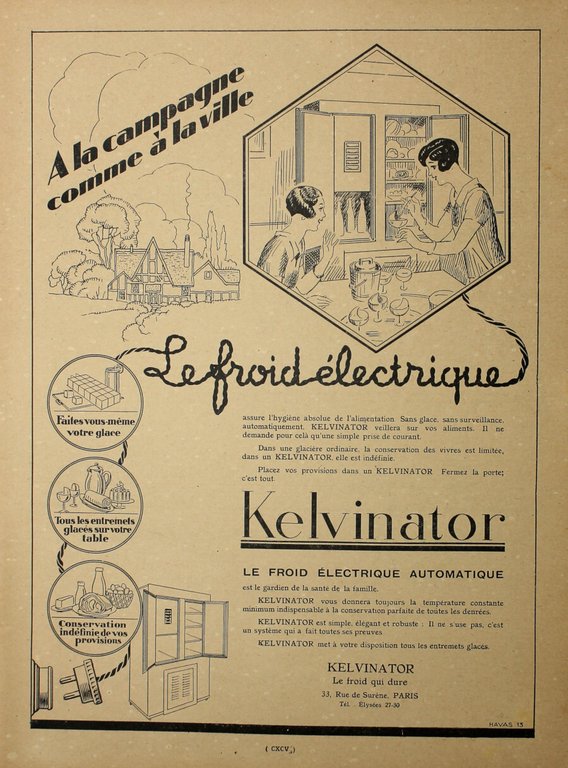 A la campagne
comme à la ville
Le froid électrique
Faites vous-même
votre glace
Tous les entremets
glacés sur votre
table
Conservation
indéfinie de vos
provisions
assure l'hygiène absolue de l'alimentation Sans glace, sans surveillance,
automatiquement, KELVINATOR veillera sur vos aliments. Il ne
demande pour celà qu'une simple prise de courant.
Dans une glacière ordinaire, la conservation des vivres est limitée,
dans un KELVINATOR, elle est indéfinie.
Placez vos provisions dans un KELVINATOR Fermez la porte;
c'est tout.
Kelvinator
LE FROID ÉLECTRIQUE AUTOMATIQUE
est le gardien de la sante de la famille.
KELVINATOR vous donnera toujours la température constante
minimum indispensable à la conservation parfaite de toutes les denrées.
KELVINATOR est simple, élégant et robuste : Il ne s'use pas, c'est
un système qui a fait toutes ses preuves
KELVINATOR met à votre disposition tous les entremets glacés.
KELVINATOR
Le froid qui dure
33, Rue de Surène, PARIS
Tél. Elysées 27-30
HAVAS 13
( CXCV )